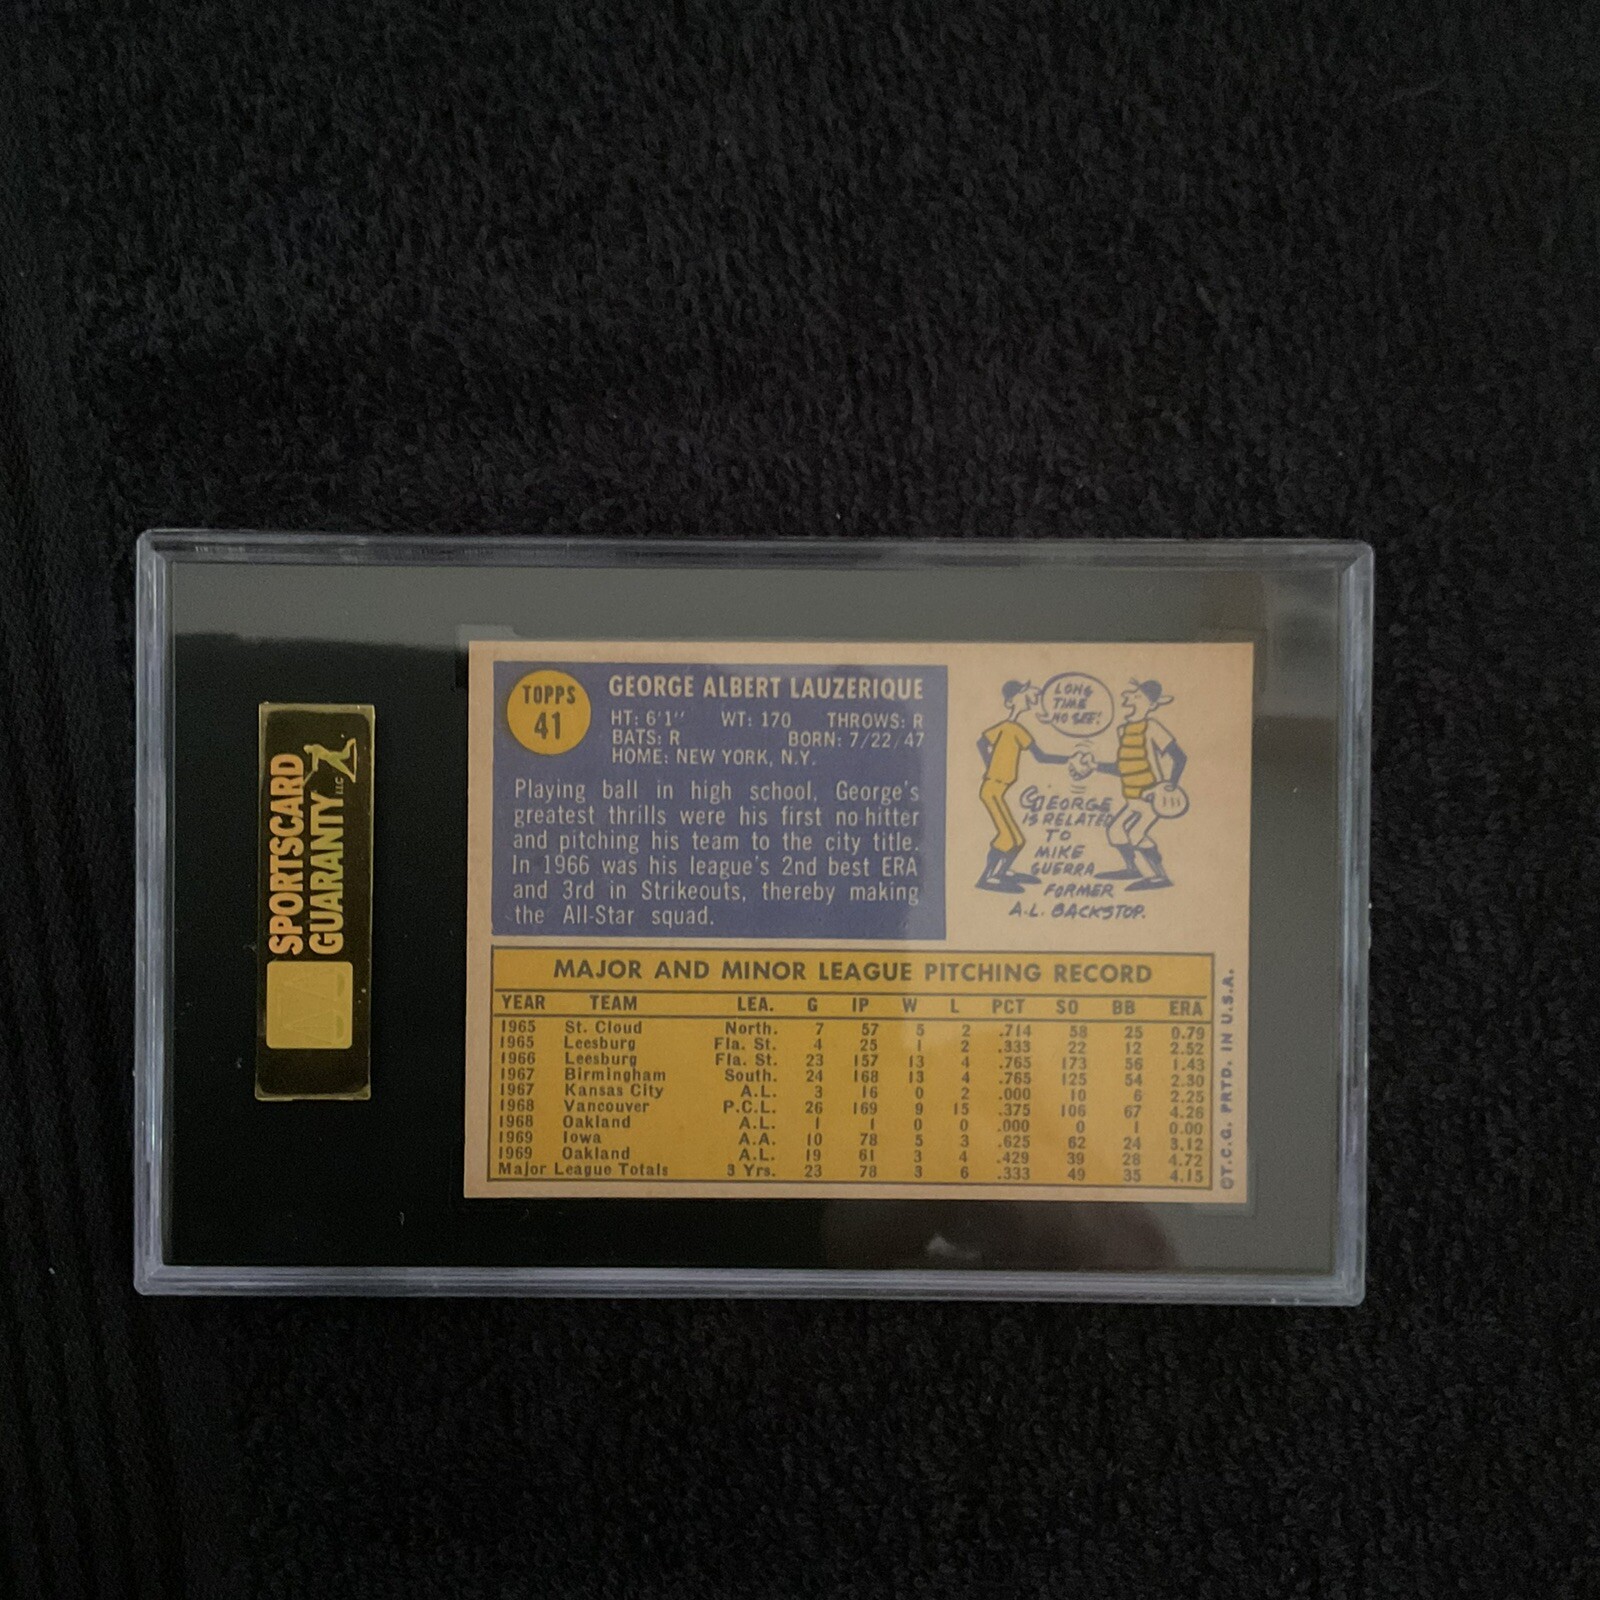 SPORTSCARD
GUARANTY LLC
TOPPS
41
GEORGE ALBERT LAUZERIQUE
HT: 6'1" WT: 170 THROWS: R
BATS: R BORN: 7/22/47
HOME: NEW YORK, N.Y.
Playing ball in high school, George's
greatest thrills were his first no-hitter
and pitching his team to the city title.
In 1966 was his league's 2nd best ERA
and 3rd in Strikeouts, thereby making
the All-Star squad.
LONG
TIME
NO SEE!
GEORGE
IS RELATED
TO
MIKE
GUERRA
FORMER
A.L. BACKSTOP.
MAJOR AND MINOR LEAGUE PITCHING RECORD
YEAR TEAM LEA. G IP W L PCT SO BB ERA
1965 St. Cloud North. 7 57 5 2 .714 58 25 0.79
1965 Leesburg Fla. St. 4 25 1 2 .333 22 12 2.52
1966 Leesburg Fla. St. 23 157 13 4 .765 173 56 1.43
1967 Birmingham South. 24 168 13 4 .765 125 54 2.30
1967 Kansas City A.L. 3 16 0 2 .000 10 6 2.25
1968 Vancouver P.C.L. 26 169 9 15 .375 106 67 4.26
1968 Oakland A.L. 1 1 0 0 .000 0 1 0.00
1969 Iowa A.A. 10 78 5 3 .625 62 24 3.12
1969 Oakland A.L. 19 61 3 4 .429 39 28 4.72
Major League Totals 3 Yrs. 23 78 3 6 .333 49 35 4.15
©T.C.G. PRTD. IN U.S.A.